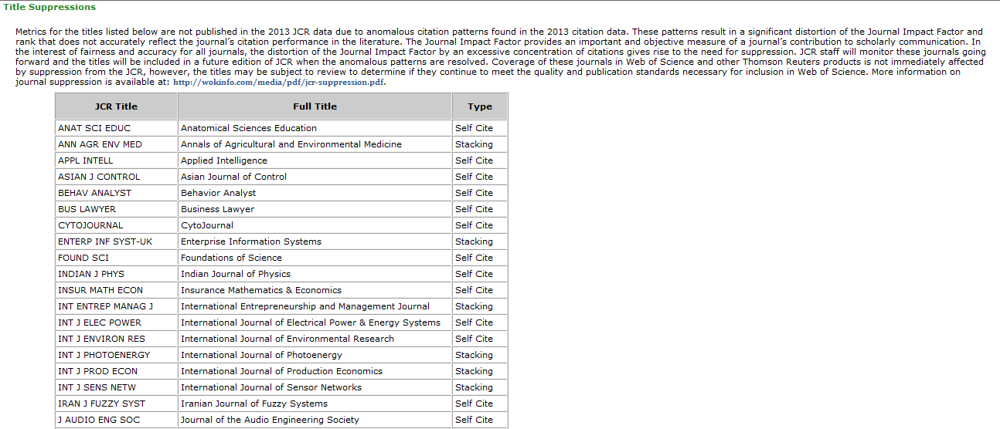 Title Suppressions
Metrics for the titles listed below are not published in the 2013 JCR data due to anomalous citation patterns found in the 2013 citation data. These patterns result in a significant distortion of the Journal Impact Factor and
rank that does not accurately reflect the journal's citation performance in the literature. The Journal Impact Factor provides an important and objective measure of a journal's contribution to scholarly communication. In
the interest of fairness and accuracy for all journals, the distortion of the Journal Impact Factor by an excessive concentration of citations gives rise to the need for suppression. JCR staff will monitor these journals going
forward and the titles will be included in a future edition of JCR when the anomalous patterns are resolved. Coverage of these journals in Web of Science and other Thomson Reuters products is not immediately affected
by suppression from the JCR, however, the titles may be subject to review to determine if they continue to meet the quality and publication standards necessary for inclusion in Web of Science. More information on
journal suppression is available at: http://wokinfo.com/media/pdf/jcr-suppression.pdf.
JCR Title Full Title Type
ANAT SCI EDUC Anatomical Sciences Education Self Cite
ANN AGR ENV MED Annals of Agricultural and Environmental Medicine Stacking
APPL INTELL Applied Intelligence Self Cite
ASIAN J CONTROL Asian Journal of Control Self Cite
BEHAV ANALYST Behavior Analyst Self Cite
BUS LAWYER Business Lawyer Self Cite
CYTOJOURNAL CytoJournal Self Cite
ENTERP INF SYST-UK Enterprise Information Systems Stacking
FOUND SCI Foundations of Science Self Cite
INDIAN J PHYS Indian Journal of Physics Self Cite
INSUR MATH ECON Insurance Mathematics & Economics Self Cite
INT ENTREP MANAG J International Entrepreneurship and Management Journal Stacking
INT J ELEC POWER International Journal of Electrical Power & Energy Systems Self Cite
INT J ENVIRON RES International Journal of Environmental Research Self Cite
INT J PHOTOENERGY International Journal of Photoenergy Stacking
INT J PROD ECON International Journal of Production Economics Stacking
INT J SENS NETW International Journal of Sensor Networks Stacking
IRAN J FUZZY SYST Iranian Journal of Fuzzy Systems Self Cite
J AUDIO ENG SOC Journal of the Audio Engineering Society Self Cite